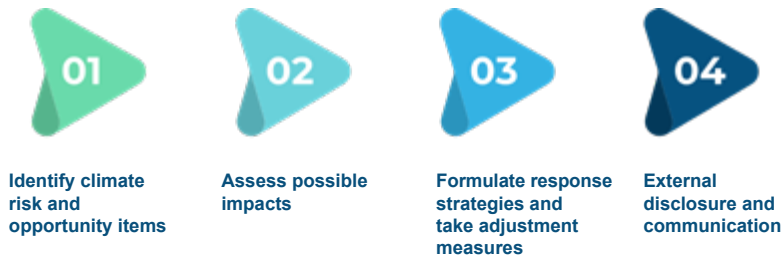 01
02
03
04
Identify climate
risk and
opportunity items
Assess possible
impacts
Formulate response
strategies and
take adjustment
measures
External
disclosure and
communication